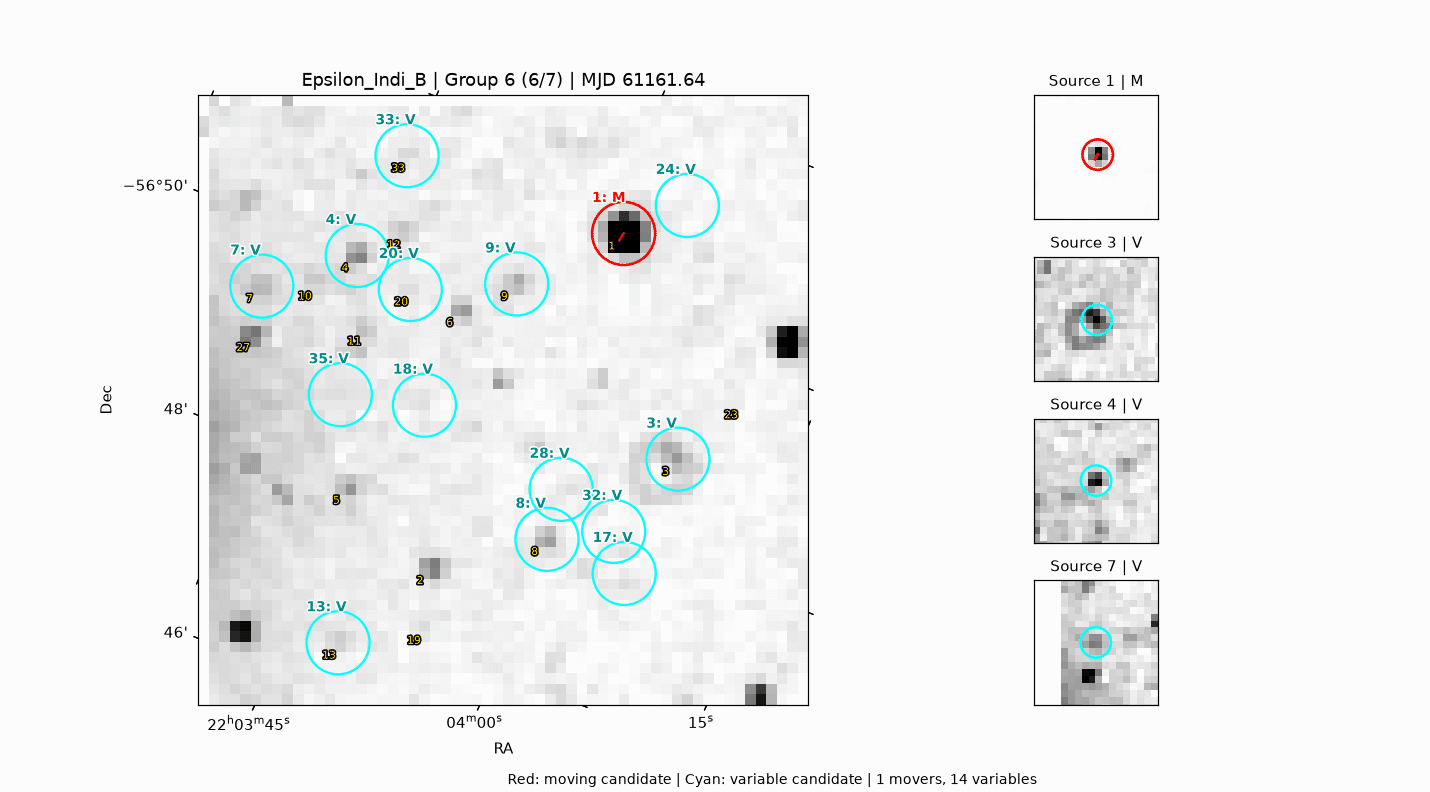 Epsilon_Indi_B | Group 6 (6/7) | MJD 61161.64
Source 1 | M
33: V
33
24: V
−56°50'
1: M
1
4: V
12
Source 3 | V
7: V
20: V
9: V
4
7
10
20
9
6
27
11
35: V
18: V
Dec
48'
23
Source 4 | V
3: V
3
28: V
5
32: V
8: V
17: V
8
2
Source 7 | V
13: V
46'
19
13
22ʰ03ᵐ45ˢ
04ᵐ00ˢ
15ˢ
RA
Red: moving candidate | Cyan: variable candidate | 1 movers, 14 variables